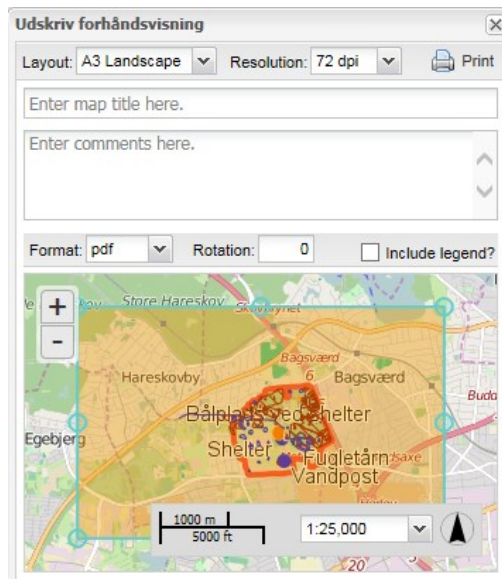 Udskriv forhåndsvisning
Layout: A3 Landscape Resolution: 72 dpi Print
Enter map title here.
Enter comments here.
Format: pdf Rotation: 0 Include legend?
+ Store Hareskov
-
Bagsværd
6
Hareskovby Bagsværd
Bålplads ved Shelter
Egebjerg
Shelter Fugletårn
Vandpost
1000 m
5000 ft
1:25,000
20